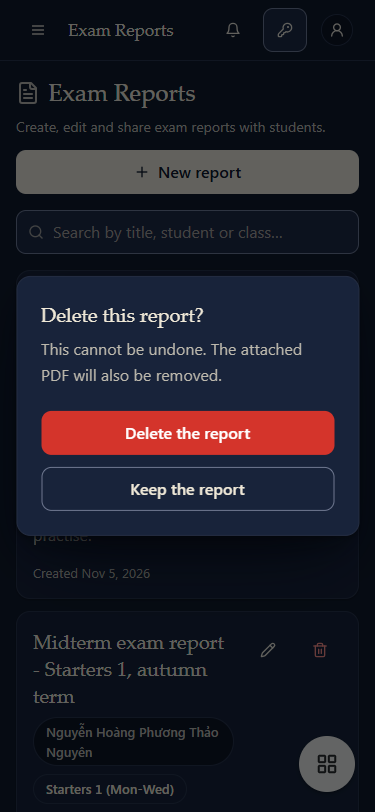 Exam Reports
Exam Reports
Create, edit and share exam reports with students.
New report
Search by title, student or class...
Delete this report?
This cannot be undone. The attached
PDF will also be removed.
Delete the report
Keep the report
practise.
Created Nov 5, 2026
Midterm exam report
- Starters 1, autumn
term
Nguyễn Hoàng Phương Thảo
Nguyên
Starters 1 (Mon-Wed)